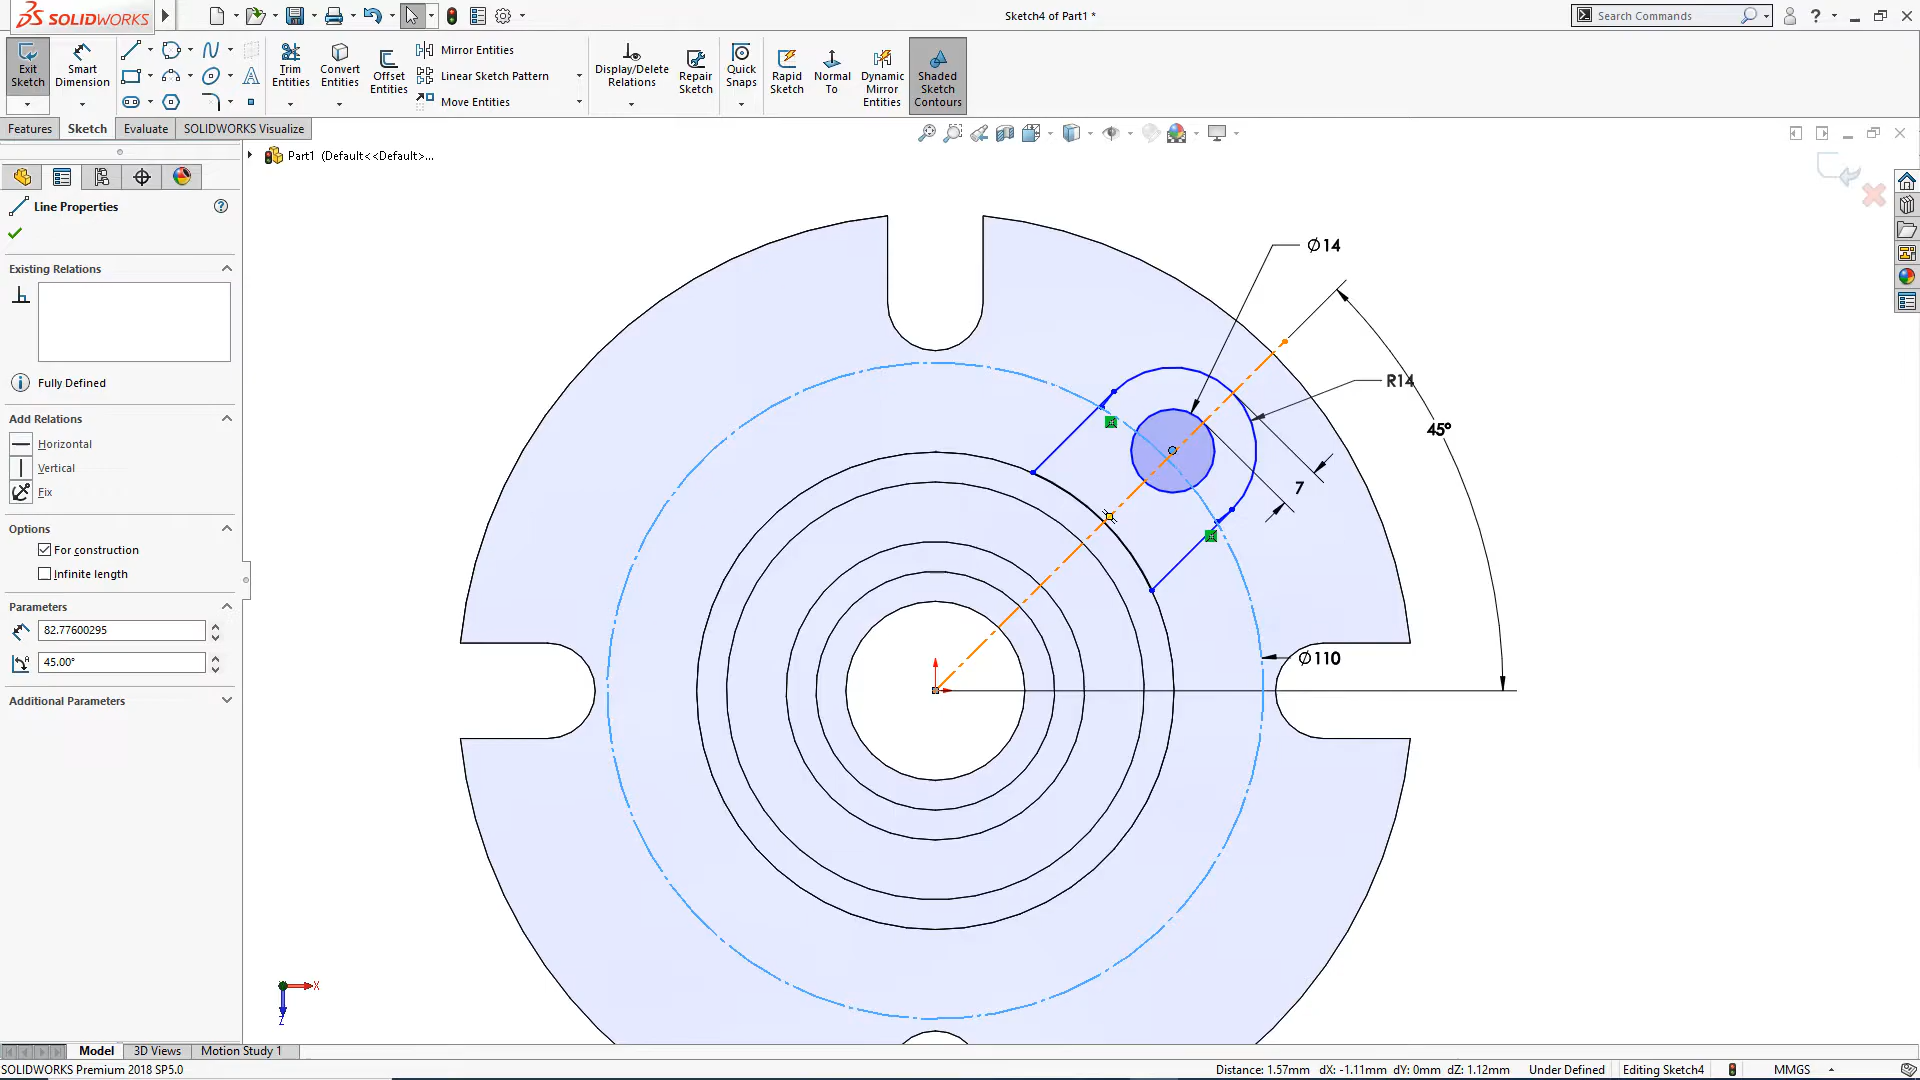 SOLIDWORKS
Sketch4 of Part1 *
Search Commands
?
Exit Sketch
Smart Dimension
Trim Entities
Convert Entities
Offset Entities
Mirror Entities
Linear Sketch Pattern
Move Entities
Display/Delete Relations
Repair Sketch
Quick Snaps
Rapid Sketch
Normal To
Dynamic Mirror Entities
Shaded Sketch Contours
Features
Sketch
Evaluate
SOLIDWORKS Visualize
Part1 (Default<<Default>...
Line Properties
Existing Relations
Fully Defined
Add Relations
Horizontal
Vertical
Fix
Options
For construction
Infinite length
Parameters
82.77600295
45.00°
Additional Parameters
Ø14
R14
45°
7
Ø110
X
Z
Model
3D Views
Motion Study 1
SOLIDWORKS Premium 2018 SP5.0
Distance: 1.57mm dX: -1.11mm dY: 0mm dZ: 1.12mm
Under Defined
Editing Sketch4
MMGS